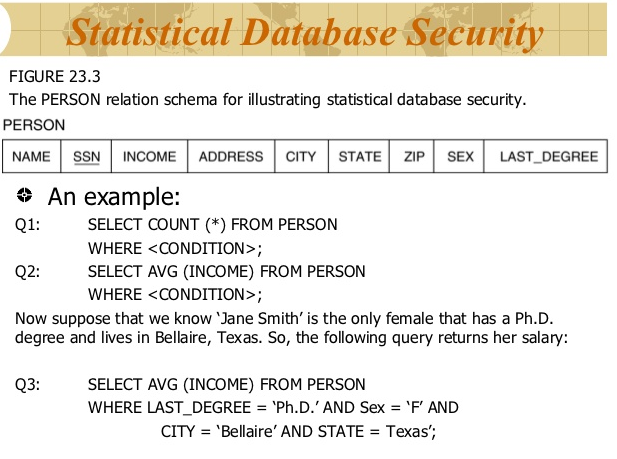 Statistical Database Security
FIGURE 23.3
The PERSON relation schema for illustrating statistical database security.
PERSON
NAME SSN INCOME ADDRESS CITY STATE ZIP SEX LAST_DEGREE
An example:
Q1: SELECT COUNT (*) FROM PERSON
WHERE <CONDITION>;
Q2: SELECT AVG (INCOME) FROM PERSON
WHERE <CONDITION>;
Now suppose that we know ‘Jane Smith’ is the only female that has a Ph.D.
degree and lives in Bellaire, Texas. So, the following query returns her salary:
Q3: SELECT AVG (INCOME) FROM PERSON
WHERE LAST_DEGREE = ‘Ph.D.’ AND Sex = ‘F’ AND
CITY = ‘Bellaire’ AND STATE = Texas’;